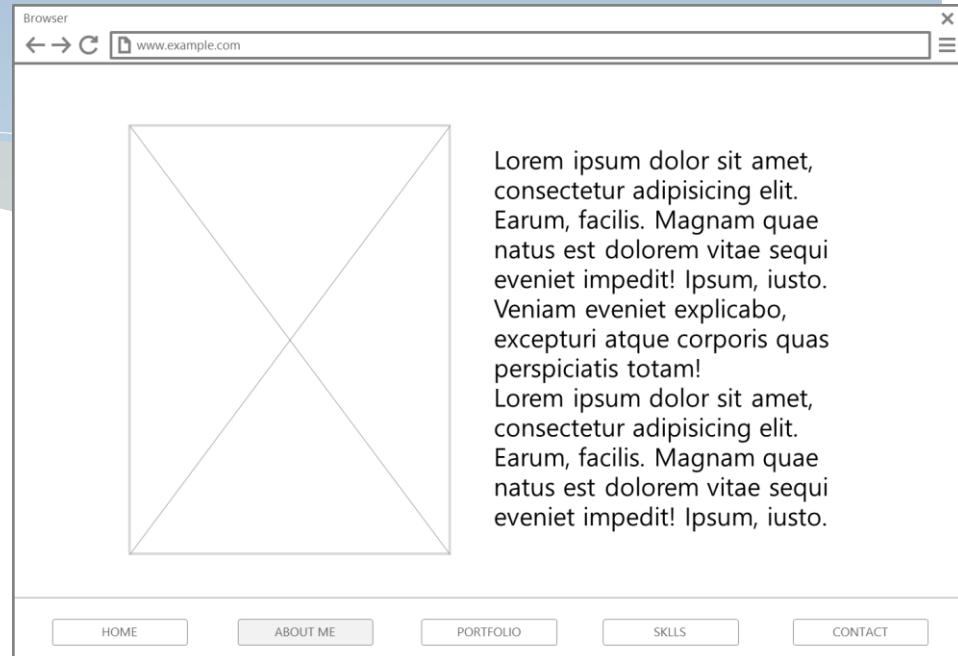 Browser
www.example.com
Lorem ipsum dolor sit amet,
consectetur adipisicing elit.
Earum, facilis. Magnam quae
natus est dolorem vitae sequi
eveniet impedit! Ipsum, iusto.
Veniam eveniet explicabo,
excepturi atque corporis quas
perspiciatis totam!
Lorem ipsum dolor sit amet,
consectetur adipisicing elit.
Earum, facilis. Magnam quae
natus est dolorem vitae sequi
eveniet impedit! Ipsum, iusto.
HOME ABOUT ME PORTFOLIO SKLLS CONTACT